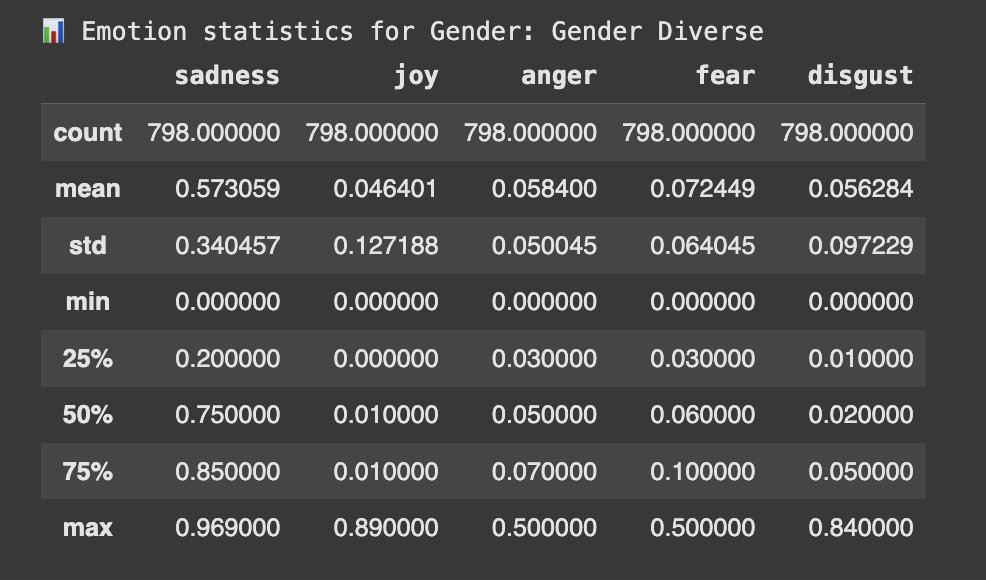 📊 Emotion statistics for Gender: Gender Diverse
sadness joy anger fear disgust
count 798.000000 798.000000 798.000000 798.000000 798.000000
mean 0.573059 0.046401 0.058400 0.072449 0.056284
std 0.340457 0.127188 0.050045 0.064045 0.097229
min 0.000000 0.000000 0.000000 0.000000 0.000000
25% 0.200000 0.000000 0.030000 0.030000 0.010000
50% 0.750000 0.010000 0.050000 0.060000 0.020000
75% 0.850000 0.010000 0.070000 0.100000 0.050000
max 0.969000 0.890000 0.500000 0.500000 0.840000